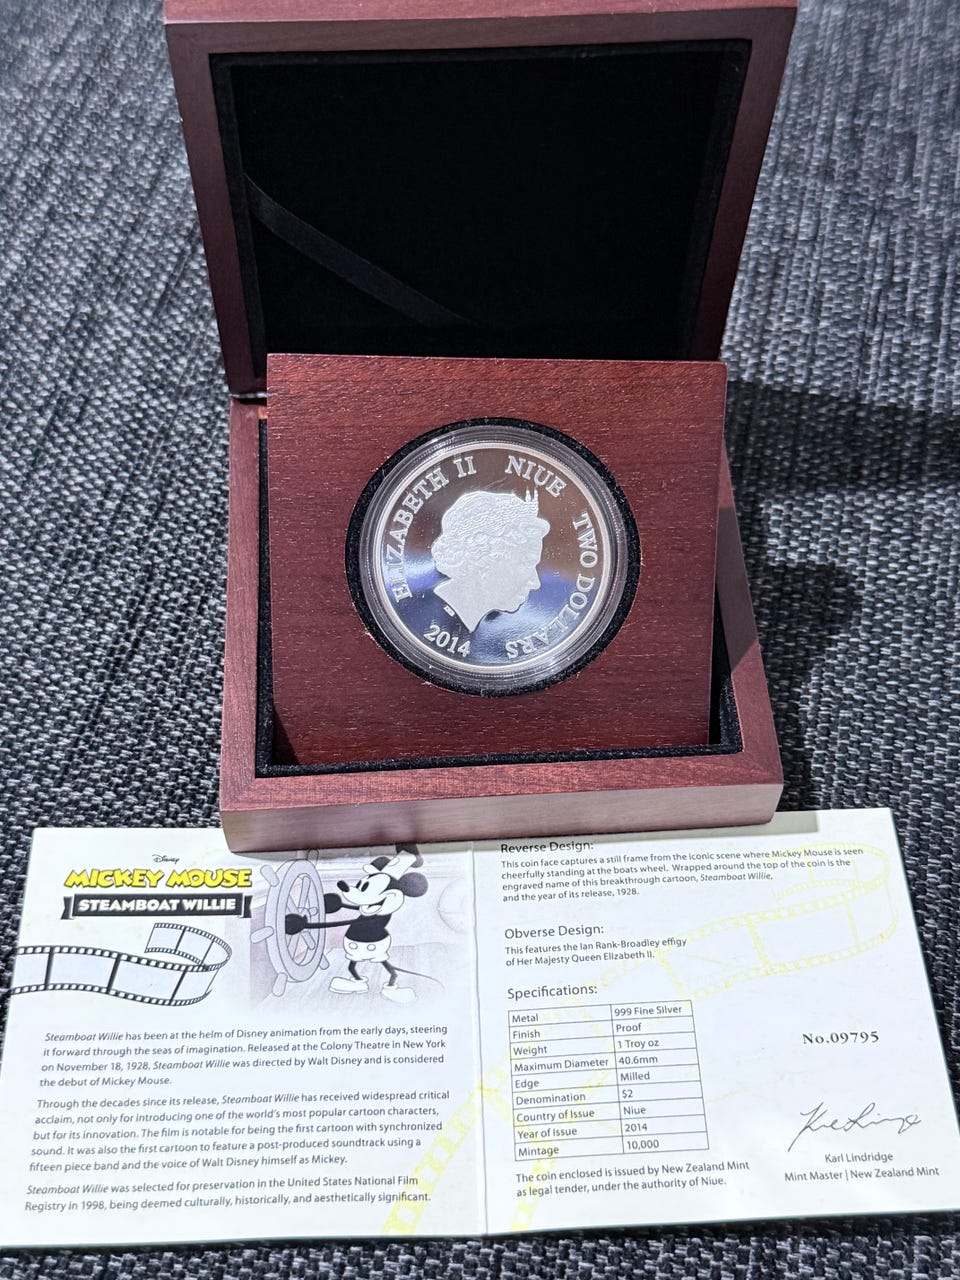 ELIZABETH II NIUE TWO DOLLARS
2014
Disney
MICKEY MOUSE
STEAMBOAT WILLIE
Steamboat Willie has been at the helm of Disney animation from the early days, steering
it forward through the seas of imagination. Released at the Colony Theatre in New York
on November 18, 1928, Steamboat Willie was directed by Walt Disney and is considered
the debut of Mickey Mouse.
Through the decades since its release, Steamboat Willie has received widespread critical
acclaim, not only for introducing one of the world's most popular cartoon characters,
but for its innovation. The film is notable for being the first cartoon with synchronized
sound. It was also the first cartoon to feature a post-produced soundtrack using a
fifteen piece band and the voice of Walt Disney himself as Mickey.
Steamboat Willie was selected for preservation in the United States National Film
Registry in 1998, being deemed culturally, historically, and aesthetically significant.
Reverse Design:
This coin face captures a still frame from the iconic scene where Mickey Mouse is seen
cheerfully standing at the boats wheel. Wrapped around the top of the coin is the
engraved name of this breakthrough cartoon, Steamboat Willie,
and the year of its release, 1928.
Obverse Design:
This features the Ian Rank-Broadley effigy
of Her Majesty Queen Elizabeth II.
Specifications:
Metal 999 Fine Silver
Finish Proof
Weight 1 Troy oz
Maximum Diameter 40.6mm
Edge Milled
Denomination $2
Country of Issue Niue
Year of Issue 2014
Mintage 10,000
The coin enclosed is issued by New Zealand Mint
as legal tender, under the authority of Niue.
No.09795
Karl Lindridge
Mint Master | New Zealand Mint